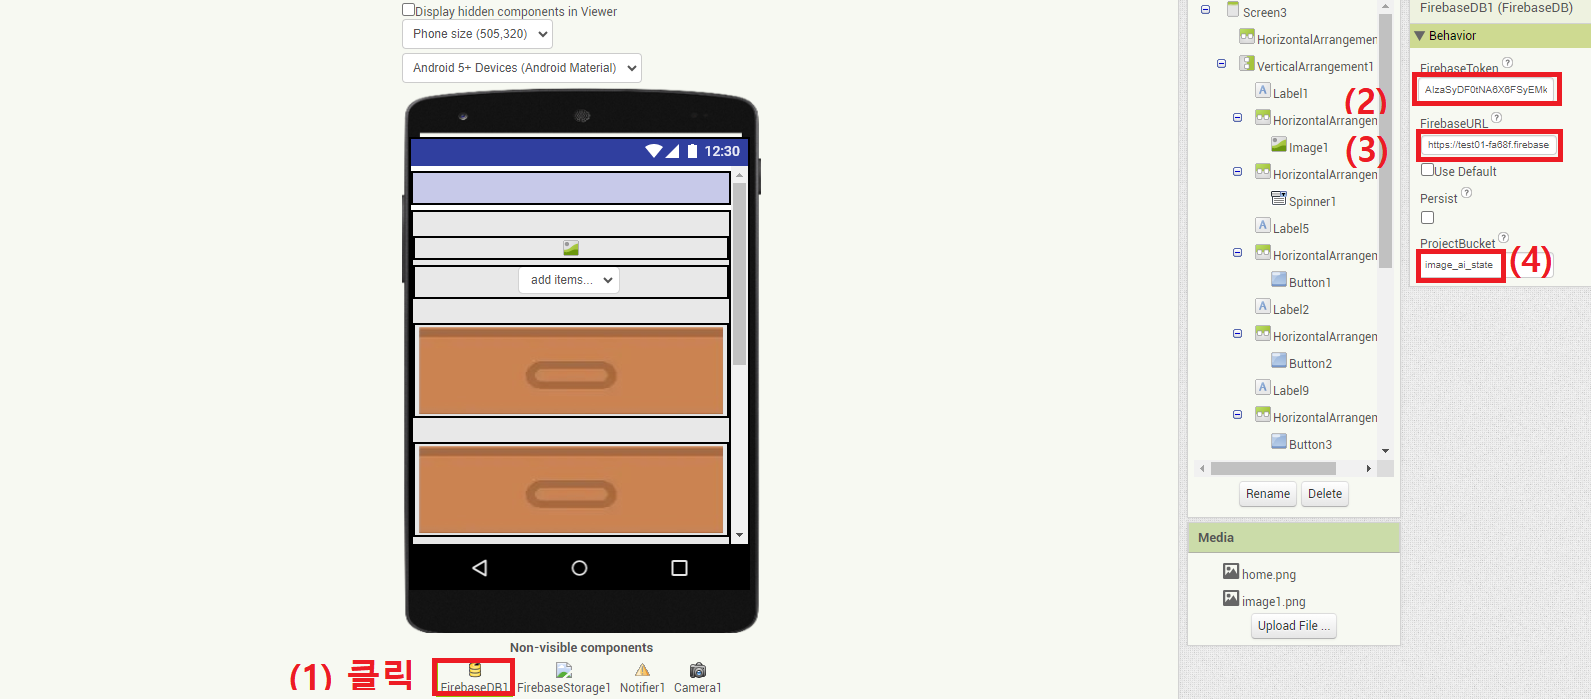 Display hidden components in Viewer
Phone size (505,320)
Android 5+ Devices (Android Material)
12:30
add items...
Non-visible components
(1) 클릭
FirebaseDB1
FirebaseStorage1
Notifier1
Camera1
Screen3
HorizontalArrangemen
VerticalArrangement1
Label1
HorizontalArrangen
Image1
HorizontalArrangen
Spinner1
Label5
HorizontalArrangen
Button1
Label2
HorizontalArrangen
Button2
Label9
HorizontalArrangen
Button3
Rename
Delete
Media
home.png
image1.png
Upload File ...
FirebaseDB1 (FirebaseDB)
Behavior
FirebaseToken
(2)
AIzaSyDF0tNA6X6FSyEMk
FirebaseURL
(3)
https://test01-fa68f.firebase
Use Default
Persist
ProjectBucket
image_ai_state
(4)